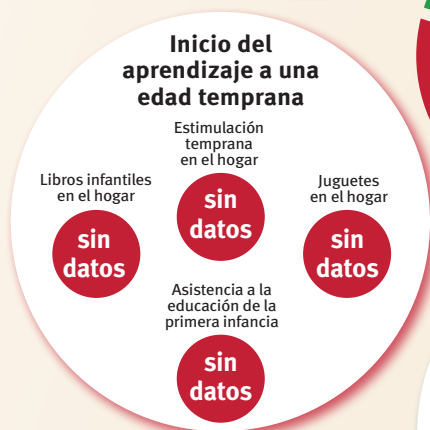 Inicio del
aprendizaje a una
edad temprana
Estimulación
temprana
en el hogar
sin
datos
Libros infantiles
en el hogar
sin
datos
Juguetes
en el hogar
sin
datos
Asistencia a la
educación de la
primera infancia
sin
datos